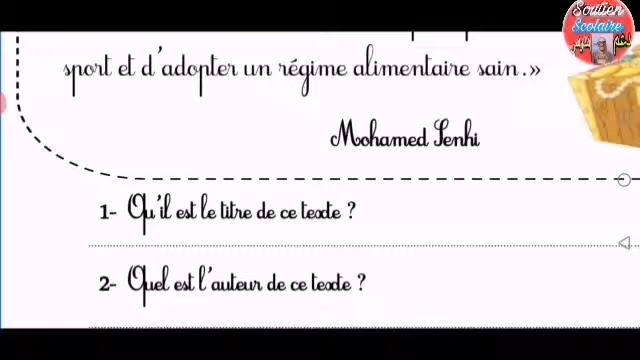 Soutien
Scolaire
sport et d'adopter un régime alimentaire sain.»
Mohamed Senhi
1- Qu'il est le titre de ce texte ?
2- Quel est l'auteur de ce texte ?